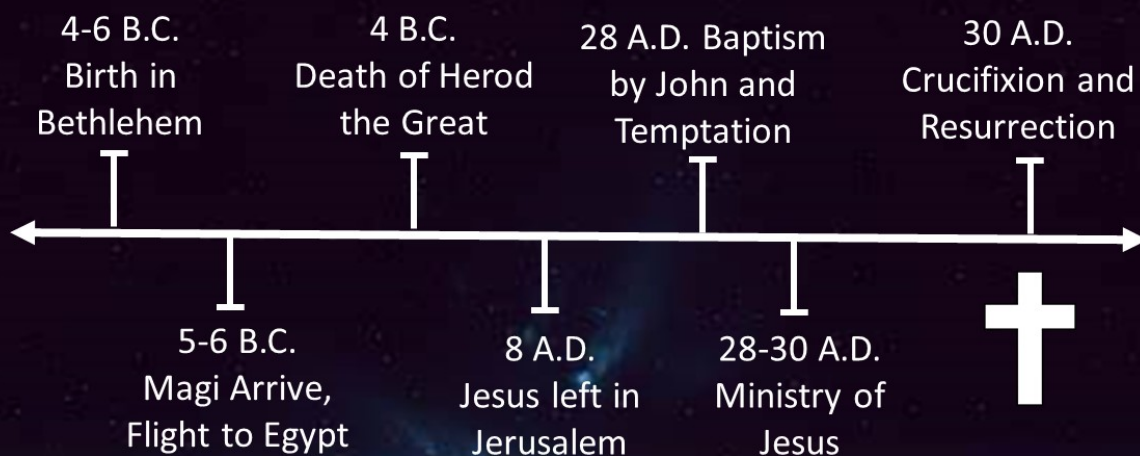 4-6 B.C.
Birth in
Bethlehem
4 B.C.
Death of Herod
the Great
28 A.D. Baptism
by John and
Temptation
30 A.D.
Crucifixion and
Resurrection
5-6 B.C.
Magi Arrive,
Flight to Egypt
8 A.D.
Jesus left in
Jerusalem
28-30 A.D.
Ministry of
Jesus